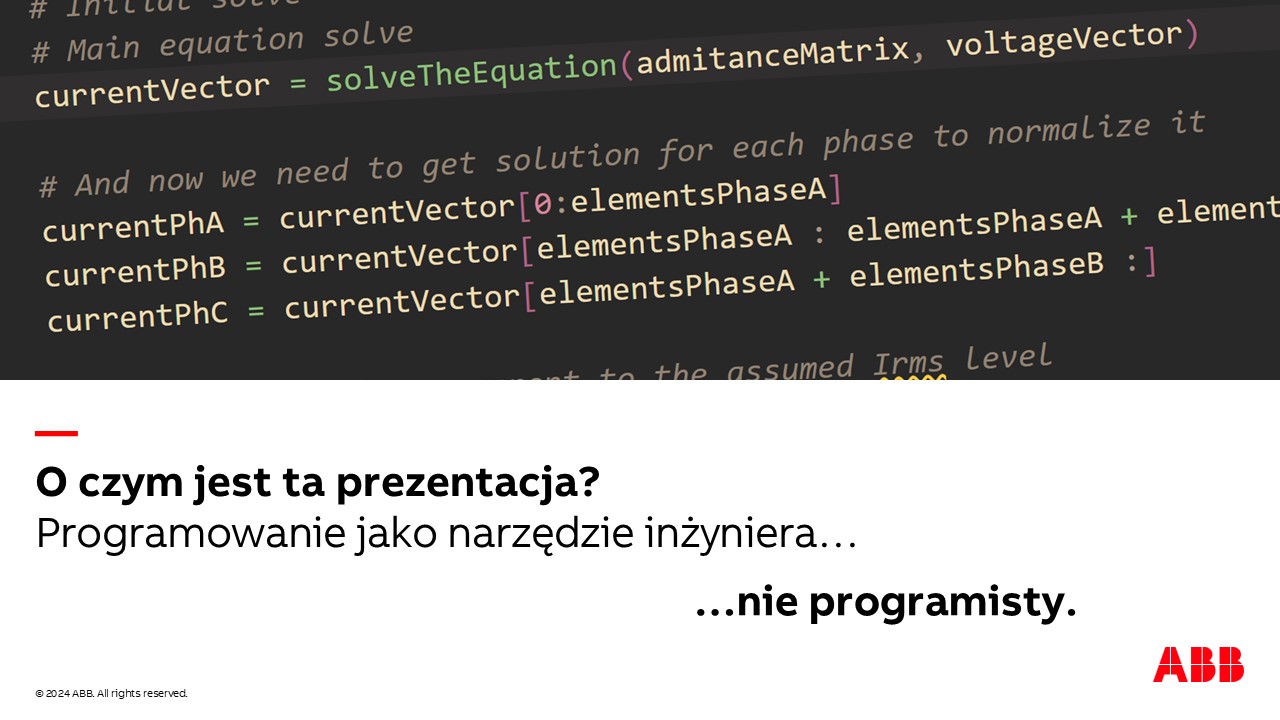 # Initial solve
# Main equation solve
currentVector = solveTheEquation(admitanceMatrix, voltageVector)
# And now we need to get solution for each phase to normalize it
currentPhA = currentVector[0:elementsPhaseA]
currentPhB = currentVector[elementsPhaseA : elementsPhaseA + element
currentPhC = currentVector[elementsPhaseA + elementsPhaseB :]
to the assumed Irms level
O czym jest ta prezentacja?
Programowanie jako narzędzie inżyniera…
…nie programisty.
ABB
© 2024 ABB. All rights reserved.